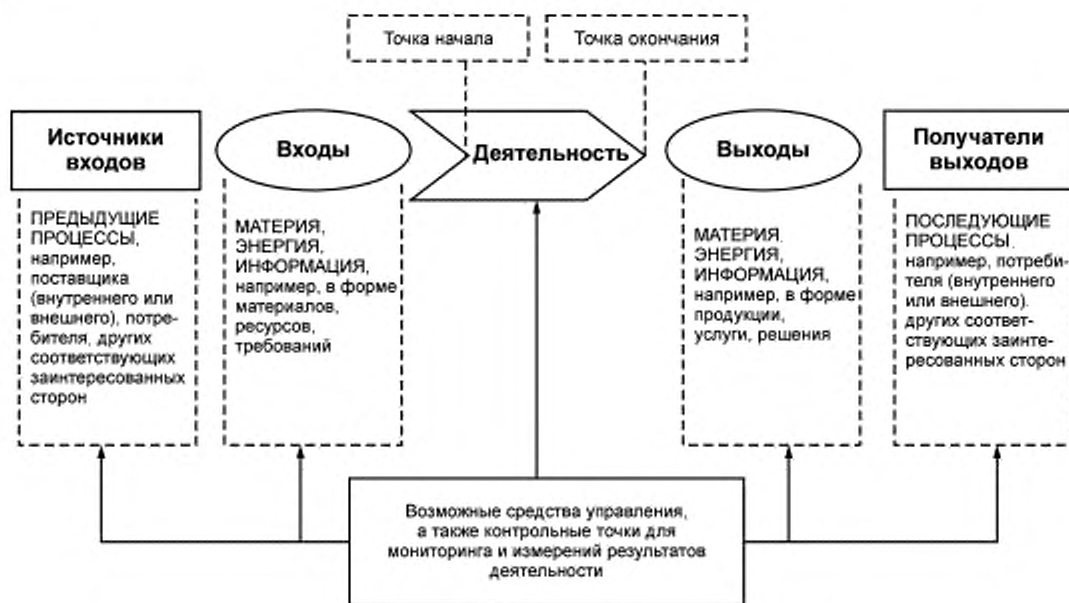 Точка начала
Точка окончания
Источники
входов
Входы
Деятельность
Выходы
Получатели
выходов
ПРЕДЫДУЩИЕ
ПРОЦЕССЫ,
например,
поставщика
(внутреннего или
внешнего), потре-
бителя, других
соответствующих
заинтересованных
сторон
МАТЕРИЯ,
ЭНЕРГИЯ,
ИНФОРМАЦИЯ,
например, в форме
материалов,
ресурсов,
требований
МАТЕРИЯ,
ЭНЕРГИЯ,
ИНФОРМАЦИЯ,
например, в форме
продукции,
услуги, решения
ПОСЛЕДУЮЩИЕ
ПРОЦЕССЫ,
например, потреби-
теля (внутреннего
или внешнего),
других соответ-
ствующих заинте-
ресованных сторон
Возможные средства управления,
а также контрольные точки для
мониторинга и измерений результатов
деятельности